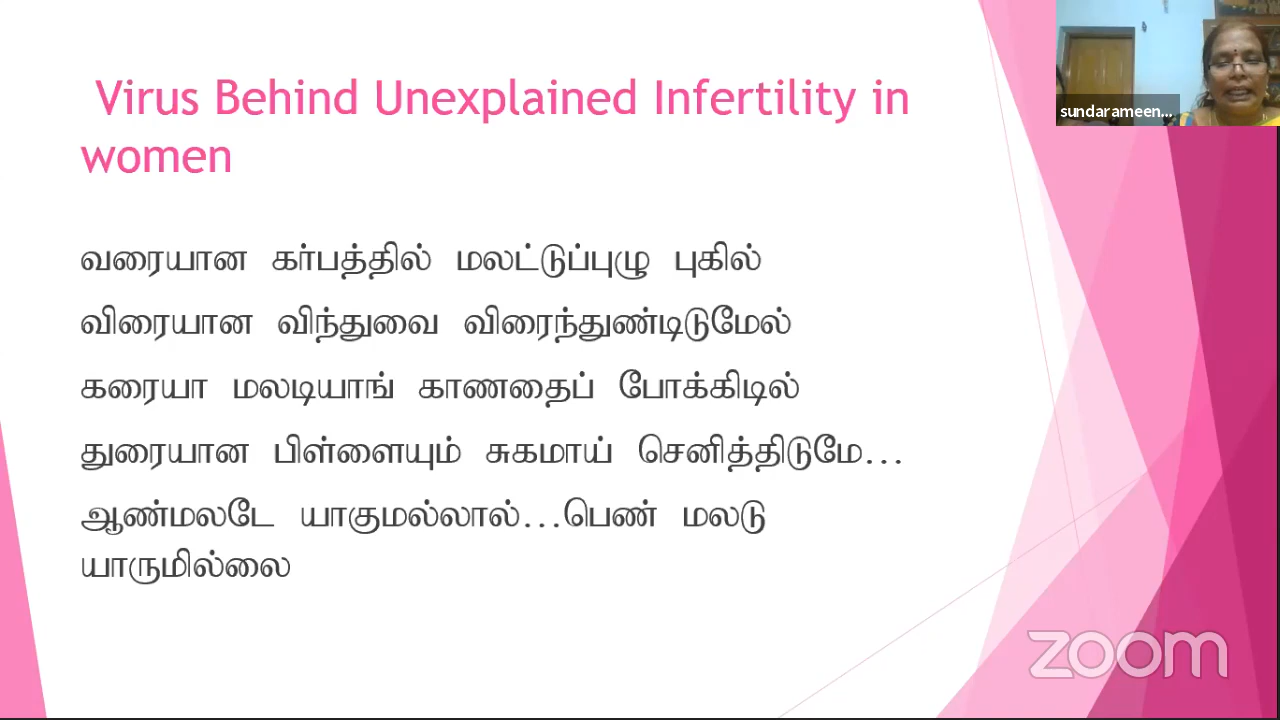 Virus Behind Unexplained Infertility in
women
வரையான கர்பத்தில் மலட்டுப்புழு புகில்
விரையான விந்துவை விரைந்துண்டிடுமேல்
கரையா மலடியாங் காணதைப் போக்கிடில்
துரையான பிள்ளையும் சுகமாய் செனித்திடுமே...
ஆண்மலடே யாகுமல்லால்...பெண் மலடு
யாருமில்லை
sundarameen...
zoom